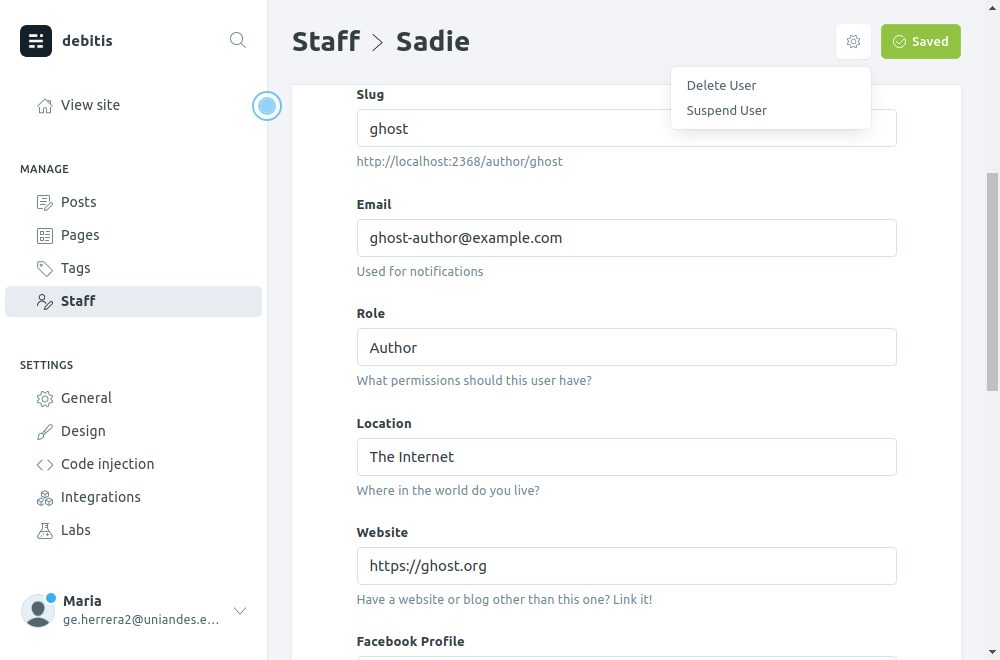 debitis
View site
MANAGE
Posts
Pages
Tags
Staff
SETTINGS
General
Design
Code injection
Integrations
Labs
Maria
ge.herrera2@uniandes.e...
Staff > Sadie
Saved
Delete User
Suspend User
Slug
ghost
http://localhost:2368/author/ghost
Email
ghost-author@example.com
Used for notifications
Role
Author
What permissions should this user have?
Location
The Internet
Where in the world do you live?
Website
https://ghost.org
Have a website or blog other than this one? Link it!
Facebook Profile